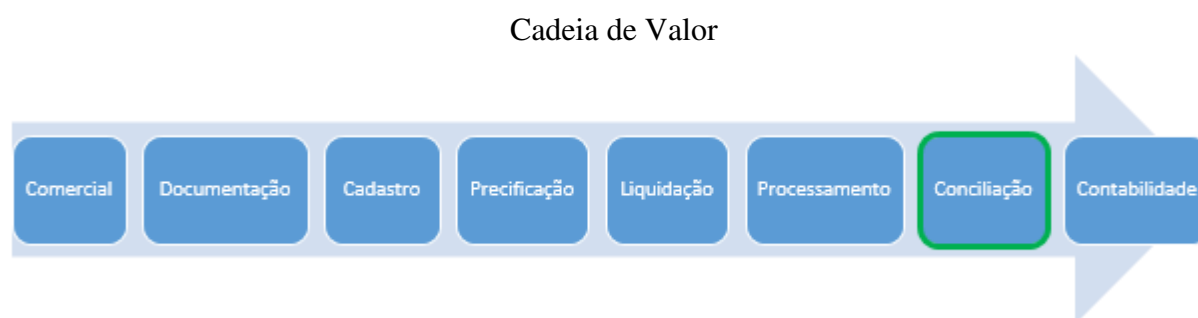 Cadeia de Valor
Comercial
Documentação
Cadastro
Precificação
Liquidação
Processamento
Conciliação
Contabilidade